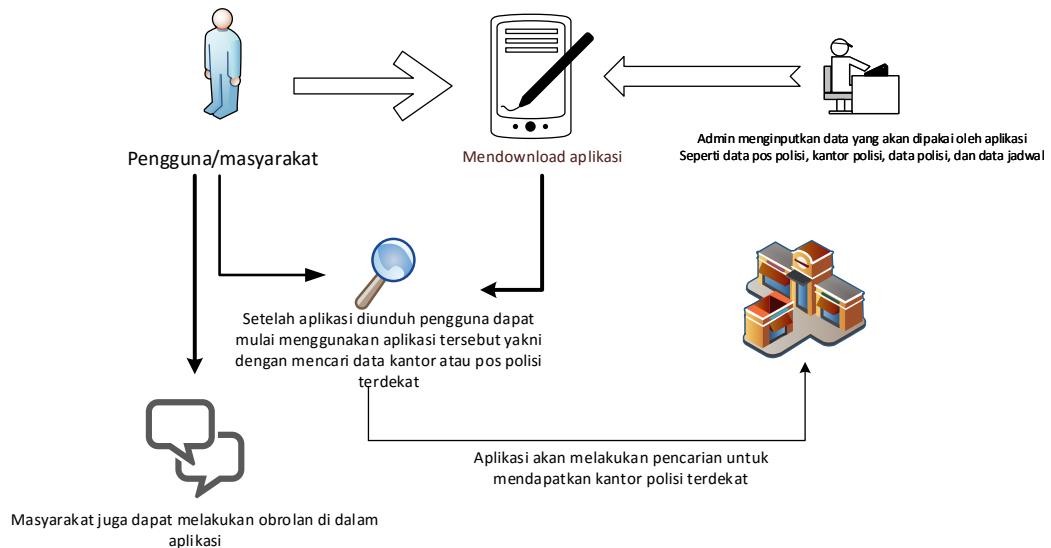 Pengguna/masyarakat
Mendownload aplikasi
Admin menginputkan data yang akan dipakai oleh aplikasi
Seperti data pos polisi, kantor polisi, data polisi, dan data jadwal
Setelah aplikasi diunduh pengguna dapat
mulai menggunakan aplikasi tersebut yakni
dengan mencari data kantor atau pos polisi
terdekat
Aplikasi akan melakukan pencarian untuk
mendapatkan kantor polisi terdekat
Masyarakat juga dapat melakukan obrolan di dalam
aplikasi